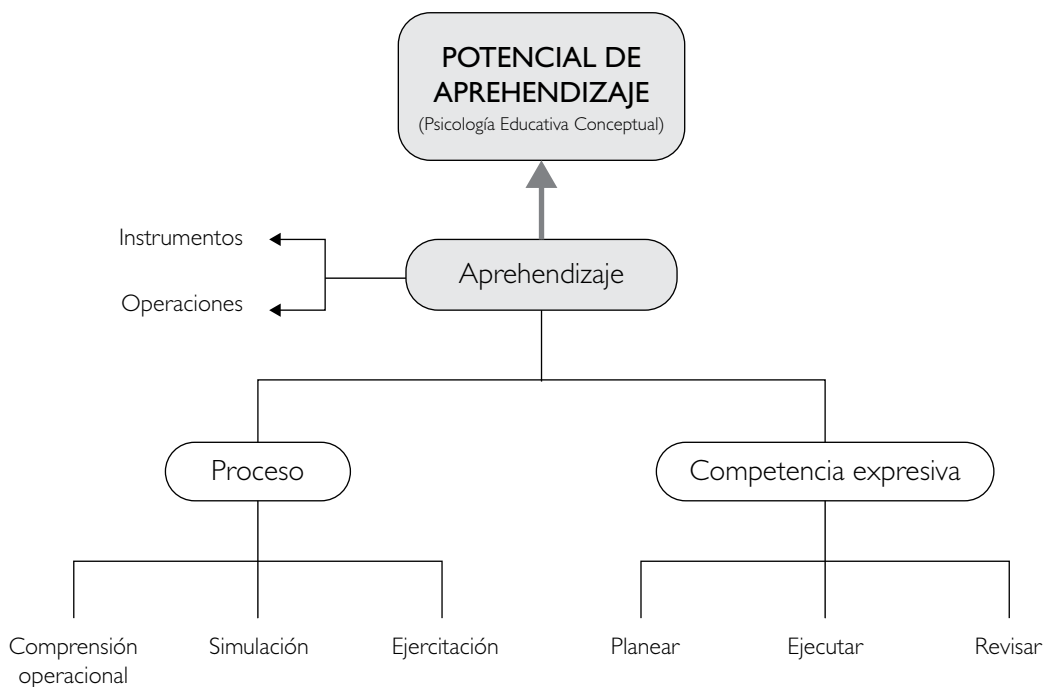 POTENCIAL DE
APREHENDIZAJE
(Psicología Educativa Conceptual)
Instrumentos
Operaciones
Aprehendizaje
Proceso
Competencia expresiva
Comprensión
operacional
Simulación
Ejercitación
Planear
Ejecutar
Revisar